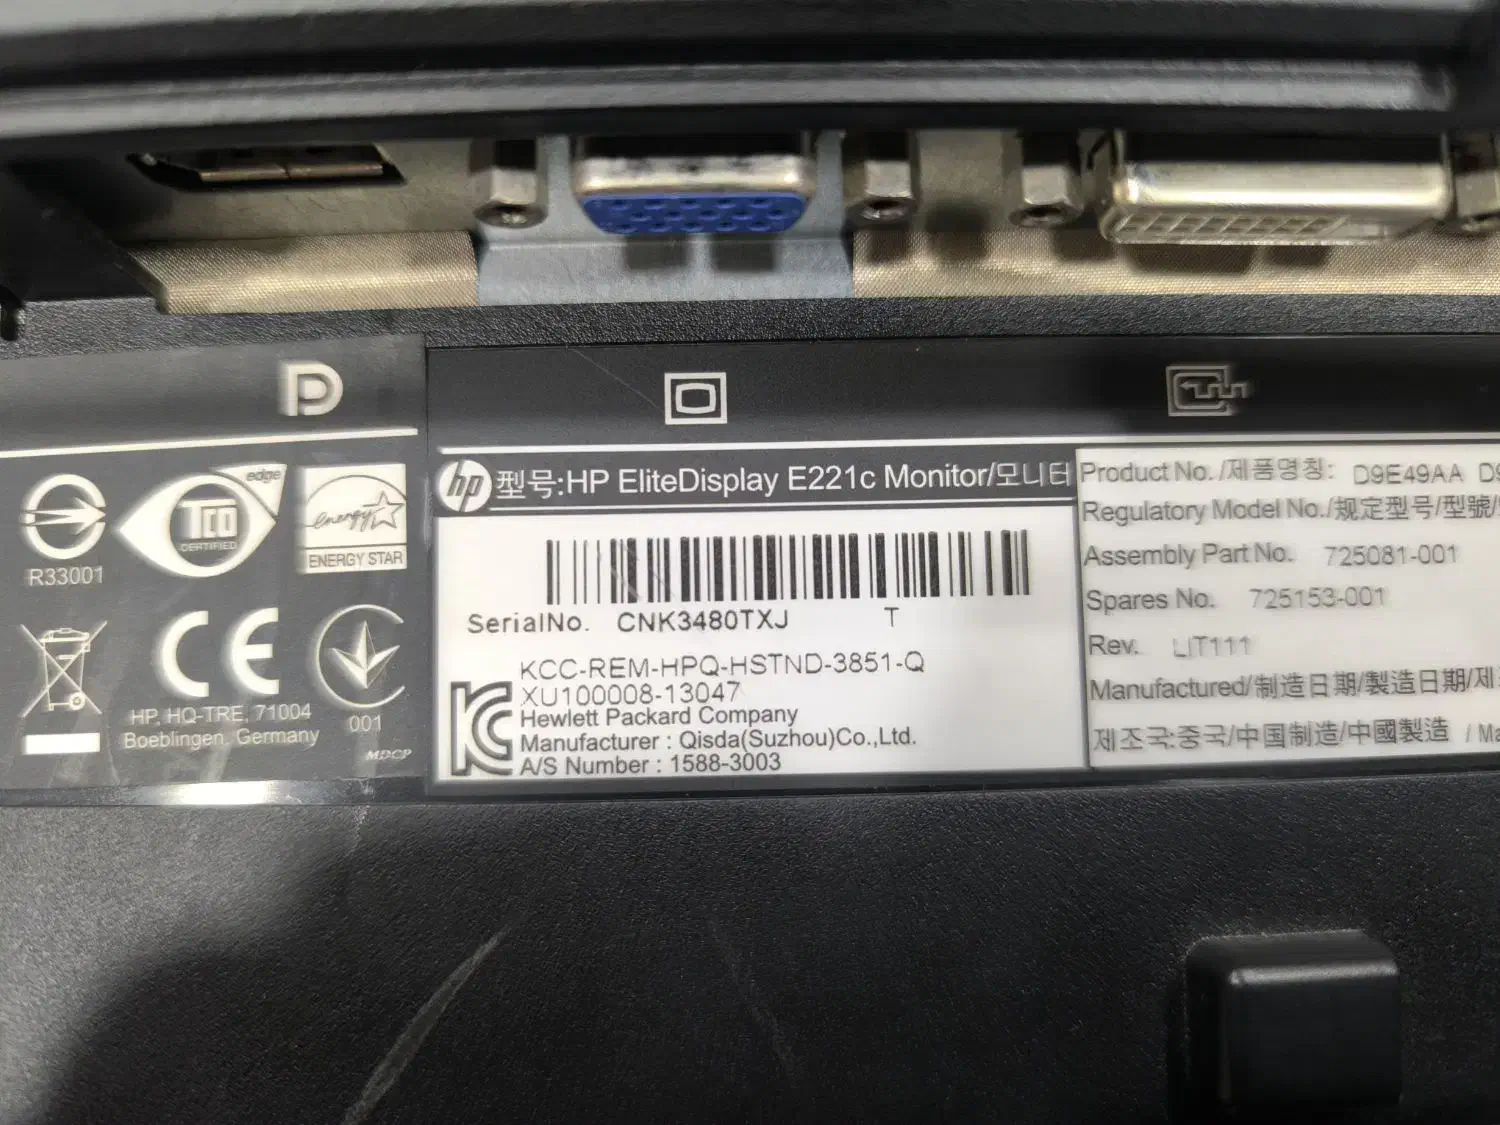 edge
TCO
CERTIFIED
energy
ENERGY STAR
R33001
CE
HP, HQ-TRE, 71004
Boeblingen, Germany
001
MDCP
hp 型号:HP EliteDisplay E221c Monitor/모니터
SerialNo. CNK3480TXJ T
KCC-REM-HPQ-HSTND-3851-Q
XU100008-13047
Hewlett Packard Company
Manufacturer : Qisda(Suzhou)Co.,Ltd.
A/S Number : 1588-3003
Product No./제품명칭: D9E49AA
Regulatory Model No./规定型号/型號/
Assembly Part No. 725081-001
Spares No. 725153-001
Rev. LIT111
Manufactured/制造日期/製造日期/
제조국:중국/中国制造/中國製造 /